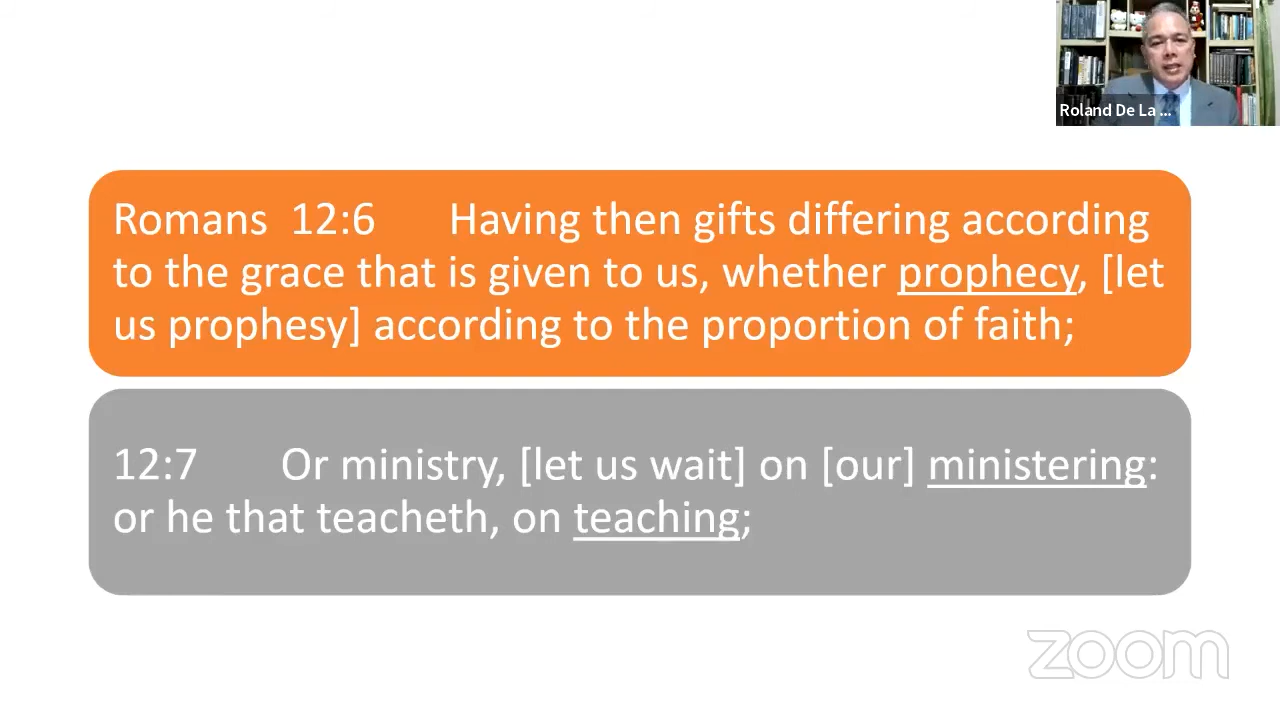 Roland De La ...
Romans 12:6 Having then gifts differing according
to the grace that is given to us, whether prophecy, [let
us prophesy] according to the proportion of faith;
12:7 Or ministry, [let us wait] on [our] ministering:
or he that teacheth, on teaching;
zoom